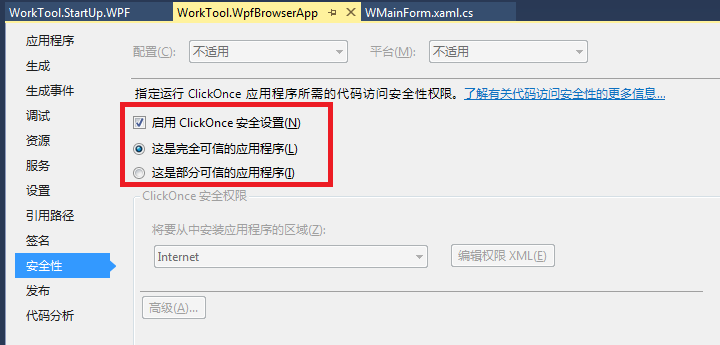 WorkTool.StartUp.WPF WorkTool.WpfBrowserApp WMainForm.xaml.cs
应用程序
生成
生成事件
调试
资源
服务
设置
引用路径
签名
安全性
发布
代码分析
配置(C): 不适用 平台(M): 不适用
指定运行 ClickOnce 应用程序所需的代码访问安全性权限。了解有关代码访问安全性的更多信息...
启用 ClickOnce 安全设置(N)
这是完全可信的应用程序(L)
这是部分可信的应用程序(I)
ClickOnce 安全权限
将要从中安装应用程序的区域(Z):
Internet 编辑权限 XML(E)
高级(A)...